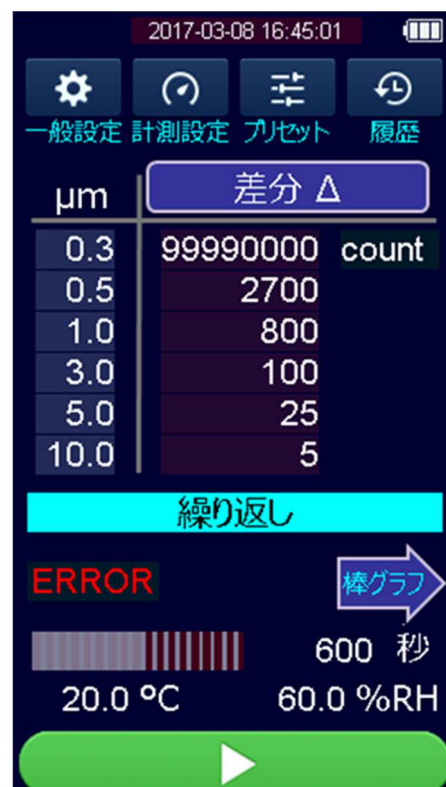 2017-03-08 16:45:01
一般設定 計測設定 プリセット 履歴
µm 差分 Δ
0.3 99990000 count
0.5 2700
1.0 800
3.0 100
5.0 25
10.0 5
繰り返し
ERROR 棒グラフ
600 秒
20.0 ºC 60.0 %RH